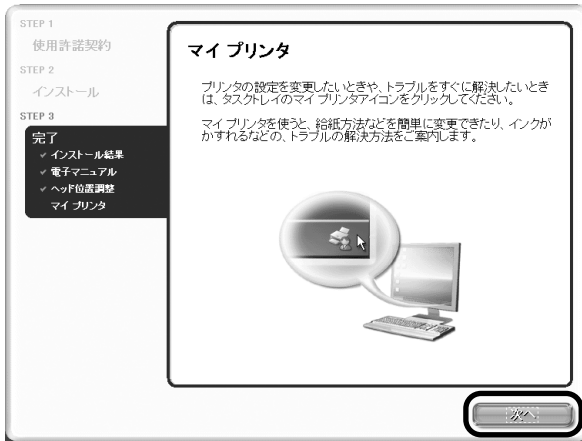 STEP 1
使用許諾契約
STEP 2
インストール
STEP 3
完了
✓ インストール結果
✓ 電子マニュアル
✓ ヘッド位置調整
マイ プリンタ
マイ プリンタ
プリンタの設定を変更したいときや、トラブルをすぐに解決したいとき
は、タスクトレイのマイ プリンタアイコンをクリックしてください。
マイ プリンタを使うと、給紙方法などを簡単に変更できたり、インクが
かすれるなどの、トラブルの解決方法をご案内します。
次へ